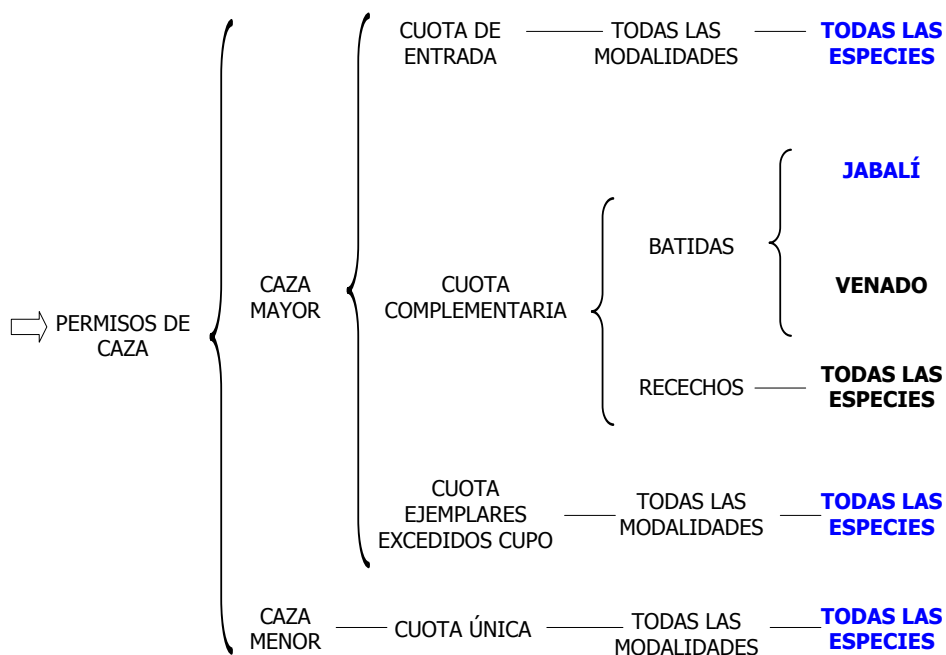 CUOTA DE
ENTRADA
TODAS LAS
MODALIDADES
TODAS LAS
ESPECIES
JABALÍ
BATIDAS
VENADO
CAZA
MAYOR
CUOTA
COMPLEMENTARIA
PERMISOS DE
CAZA
RECECHOS
TODAS LAS
ESPECIES
CUOTA
EJEMPLARES
EXCEDIDOS CUPO
TODAS LAS
MODALIDADES
TODAS LAS
ESPECIES
CAZA
MENOR
CUOTA ÚNICA
TODAS LAS
MODALIDADES
TODAS LAS
ESPECIES